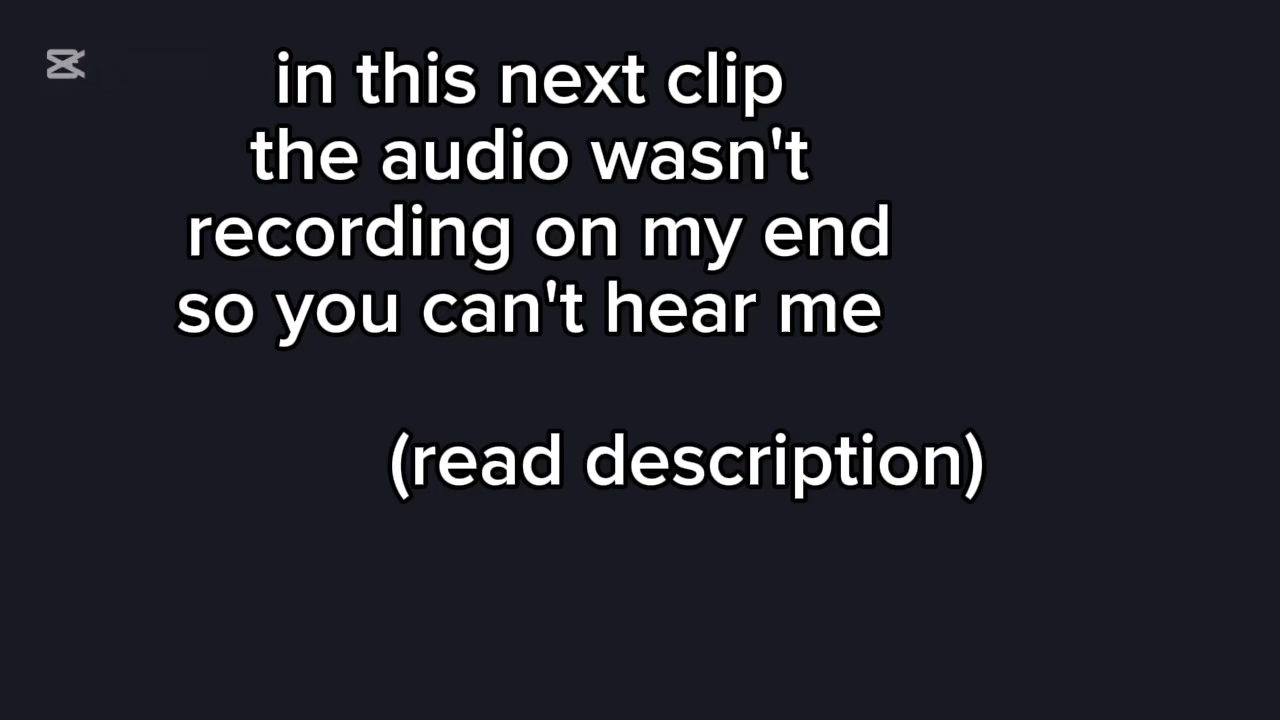 in this next clip
the audio wasn't
recording on my end
so you can't hear me
(read description)